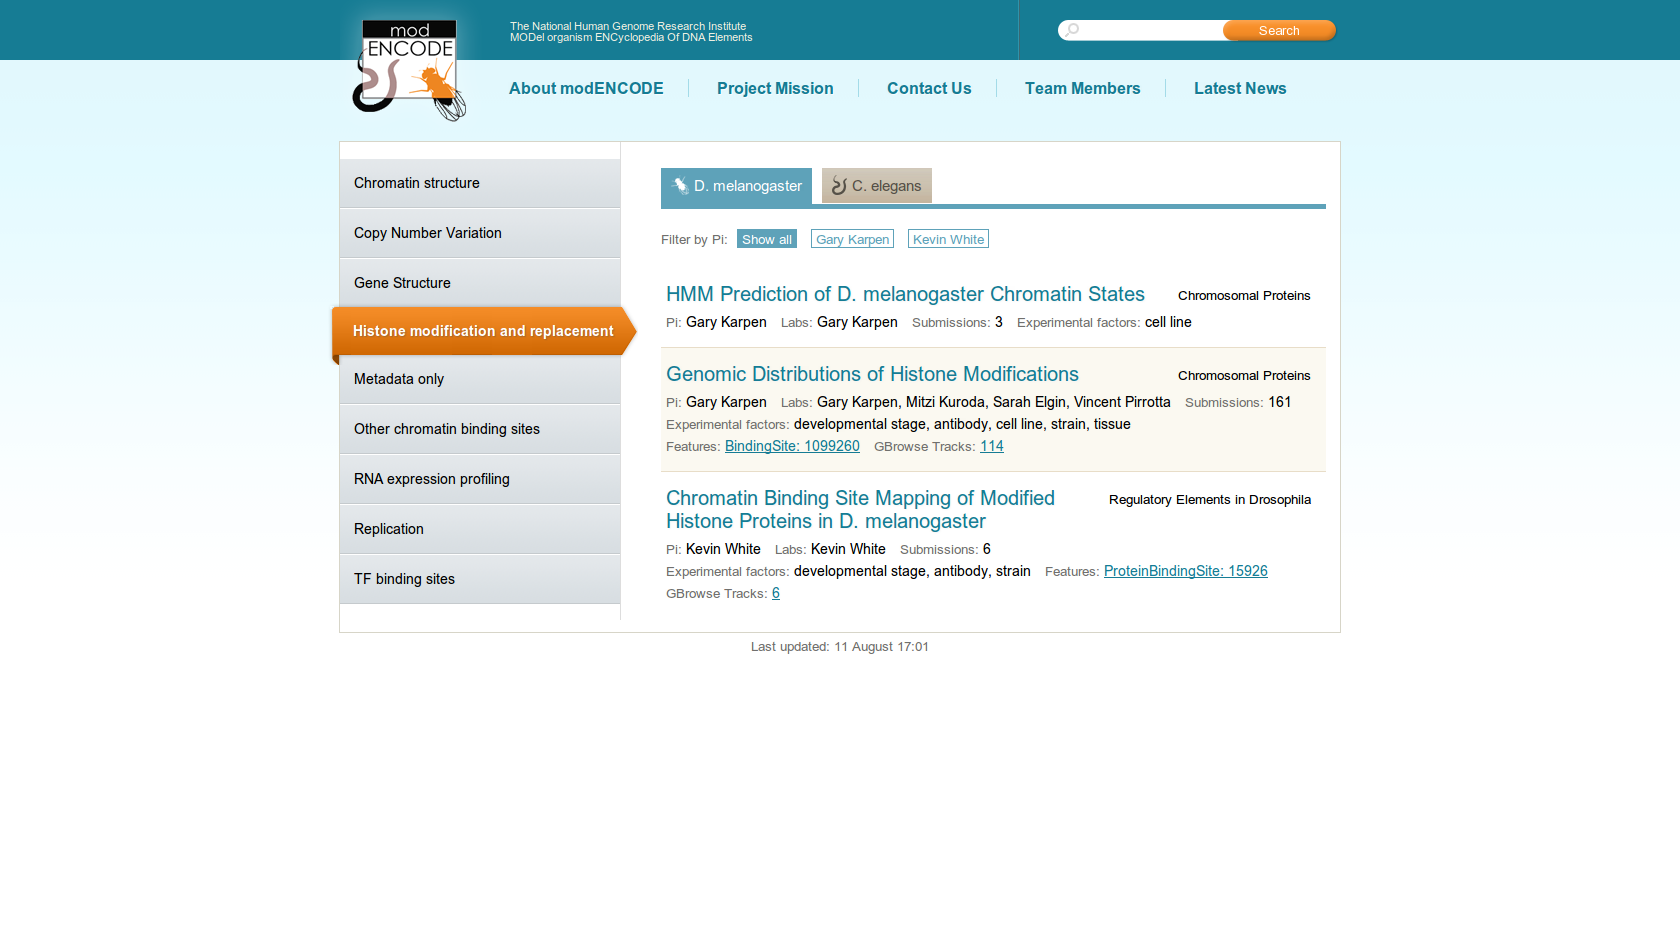 mod
ENCODE
The National Human Genome Research Institute
MODel organism ENCyclopedia Of DNA Elements
Search
About modENCODE
Project Mission
Contact Us
Team Members
Latest News
Chromatin structure
Copy Number Variation
Gene Structure
Histone modification and replacement
Metadata only
Other chromatin binding sites
RNA expression profiling
Replication
TF binding sites
D. melanogaster
C. elegans
Filter by Pi: Show all Gary Karpen Kevin White
HMM Prediction of D. melanogaster Chromatin States
Chromosomal Proteins
Pi: Gary Karpen Labs: Gary Karpen Submissions: 3 Experimental factors: cell line
Genomic Distributions of Histone Modifications
Chromosomal Proteins
Pi: Gary Karpen Labs: Gary Karpen, Mitzi Kuroda, Sarah Elgin, Vincent Pirrotta Submissions: 161
Experimental factors: developmental stage, antibody, cell line, strain, tissue
Features: BindingSite: 1099260 GBrowse Tracks: 114
Chromatin Binding Site Mapping of Modified
Histone Proteins in D. melanogaster
Regulatory Elements in Drosophila
Pi: Kevin White Labs: Kevin White Submissions: 6
Experimental factors: developmental stage, antibody, strain Features: ProteinBindingSite: 15926
GBrowse Tracks: 6
Last updated: 11 August 17:01